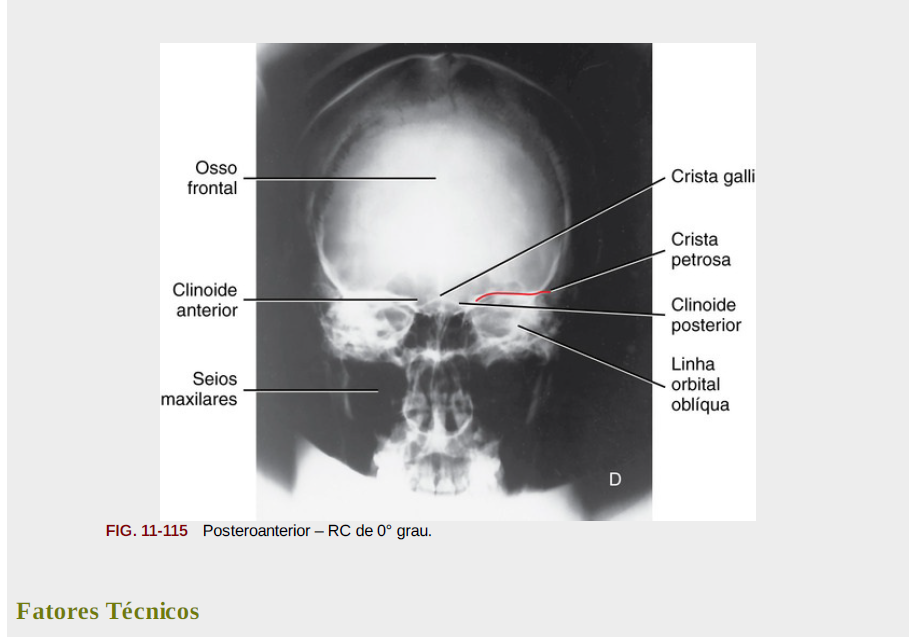 Osso
frontal
Crista galli
Crista
petrosa
Clinoide
anterior
Clinoide
posterior
Linha
orbital
oblíqua
Seios
maxilares
D
FIG. 11-115 Posteroanterior – RC de 0° grau.
Fatores Técnicos